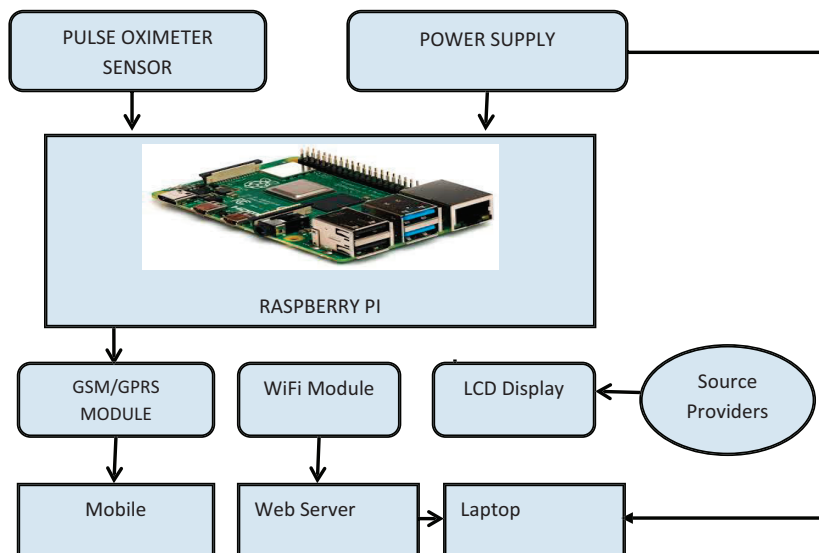 PULSE OXIMETER
SENSOR
POWER SUPPLY
RASPBERRY PI
GSM/GPRS
MODULE
WiFi Module
LCD Display
Source
Providers
Mobile
Web Server
Laptop